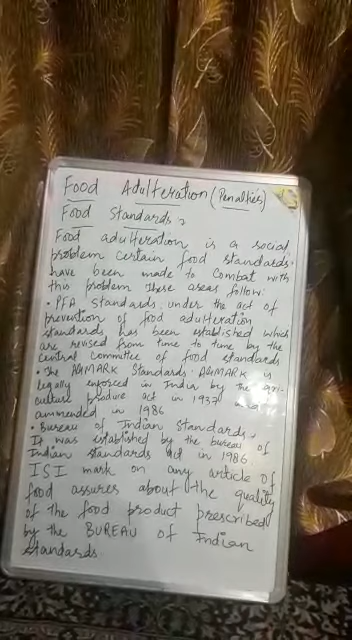 Food Adulteration (Penalties)
Food Standards
Food adulteration is a social
problem certain food standards
have been made to combat with
this problem these areas follow:
• PFA Standards under the act of
prevention of food adulteration
standards has been established which
are revised from time to time by the
central committee of food standards
• The AGMARK Standards: AGMARK is
legally enforced in India by the agri-
culture produce act in 1937 and
ammended in 1986
• Bureau of Indian Standards,
It was established by the bureau of
Indian standards act in 1986
ISI mark on any article of
food assures about the quality
of the food product prescribed
by the BUREAU of Indian
standards.